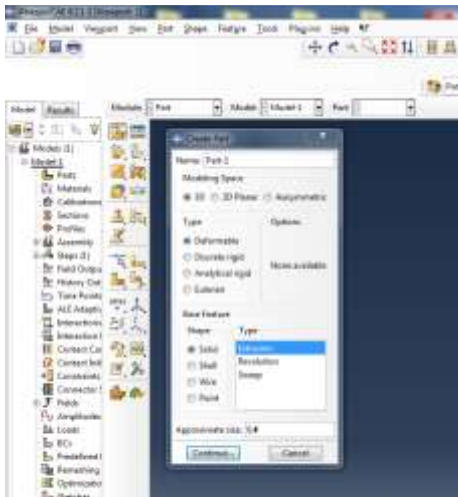 File Model Viewport View Part Shape Feature Tools Plug-ins Help
Model Results
Module: Part Model: Model-1 Part:
Models (1)
Model-1
Parts
Materials
Calibrations
Sections
Profiles
Assembly
Steps (1)
Field Outpu
History Out
Time Points
ALE Adaptiv
Interactions
Interaction
Contact Co
Contact Init
Constraints
Connector S
Fields
Amplitudes
Loads
BCs
Predefined
Remeshing
Optimizatio
Sketches
Create Part
Name: Part-1
Modeling Space
3D 2D Planar Axisymmetric
Type Options
Deformable
Discrete rigid
Analytical rigid
Eulerian
None available
Base Feature
Shape Type
Solid
Shell
Wire
Point
Extrusion
Revolution
Sweep
Approximate size:
Continue... Cancel